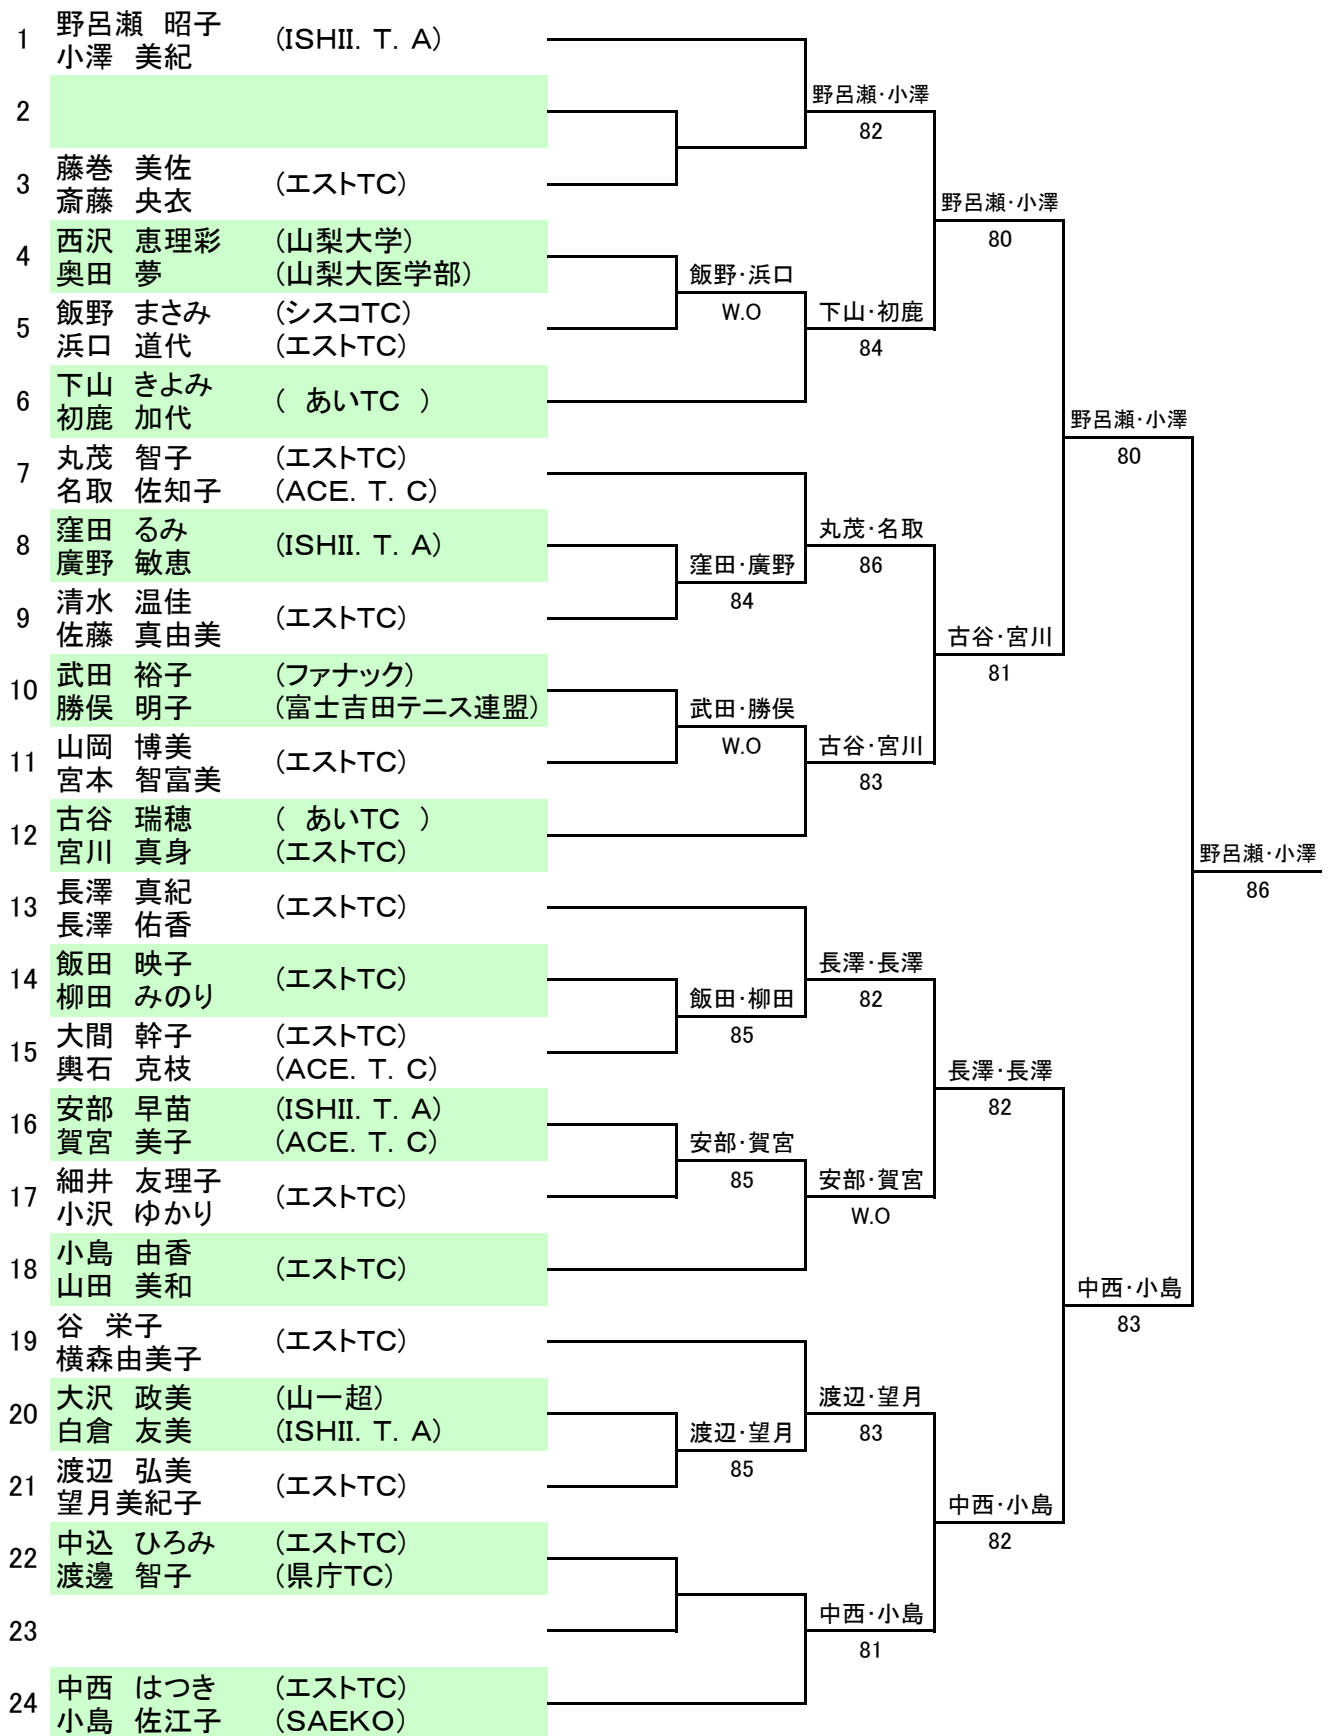 1 野呂瀬 昭子 (ISHII. T. A)
小澤 美紀
2
3 藤巻 美佐 (エストTC)
斎藤 央衣
4 西沢 恵理彩 (山梨大学)
奥田 夢 (山梨大医学部)
5 飯野 まさみ (シスコTC)
浜口 道代 (エストTC)
6 下山 きよみ ( あいTC )
初鹿 加代
7 丸茂 智子 (エストTC)
名取 佐知子 (ACE. T. C)
8 窪田 るみ (ISHII. T. A)
廣野 敏恵
9 清水 温佳 (エストTC)
佐藤 真由美
10 武田 裕子 (ファナック)
勝俣 明子 (富士吉田テニス連盟)
11 山岡 博美 (エストTC)
宮本 智富美
12 古谷 瑞穂 ( あいTC )
宮川 真身 (エストTC)
13 長澤 真紀 (エストTC)
長澤 佑香
14 飯田 映子 (エストTC)
柳田 みのり
15 大間 幹子 (エストTC)
輿石 克枝 (ACE. T. C)
16 安部 早苗 (ISHII. T. A)
賀宮 美子 (ACE. T. C)
17 細井 友理子 (エストTC)
小沢 ゆかり
18 小島 由香 (エストTC)
山田 美和
19 谷 栄子 (エストTC)
横森由美子
20 大沢 政美 (山一超)
白倉 友美 (ISHII. T. A)
21 渡辺 弘美 (エストTC)
望月美紀子
22 中込 ひろみ (エストTC)
渡邊 智子 (県庁TC)
23
24 中西 はつき (エストTC)
小島 佐江子 (SAEKO)
飯野・浜口
W.O
窪田・廣野
84
武田・勝俣
W.O
飯田・柳田
85
安部・賀宮
85
渡辺・望月
85
野呂瀬・小澤
82
下山・初鹿
84
丸茂・名取
86
古谷・宮川
83
長澤・長澤
82
安部・賀宮
W.O
渡辺・望月
83
中西・小島
81
野呂瀬・小澤
80
古谷・宮川
81
長澤・長澤
82
中西・小島
82
野呂瀬・小澤
80
中西・小島
83
野呂瀬・小澤
86